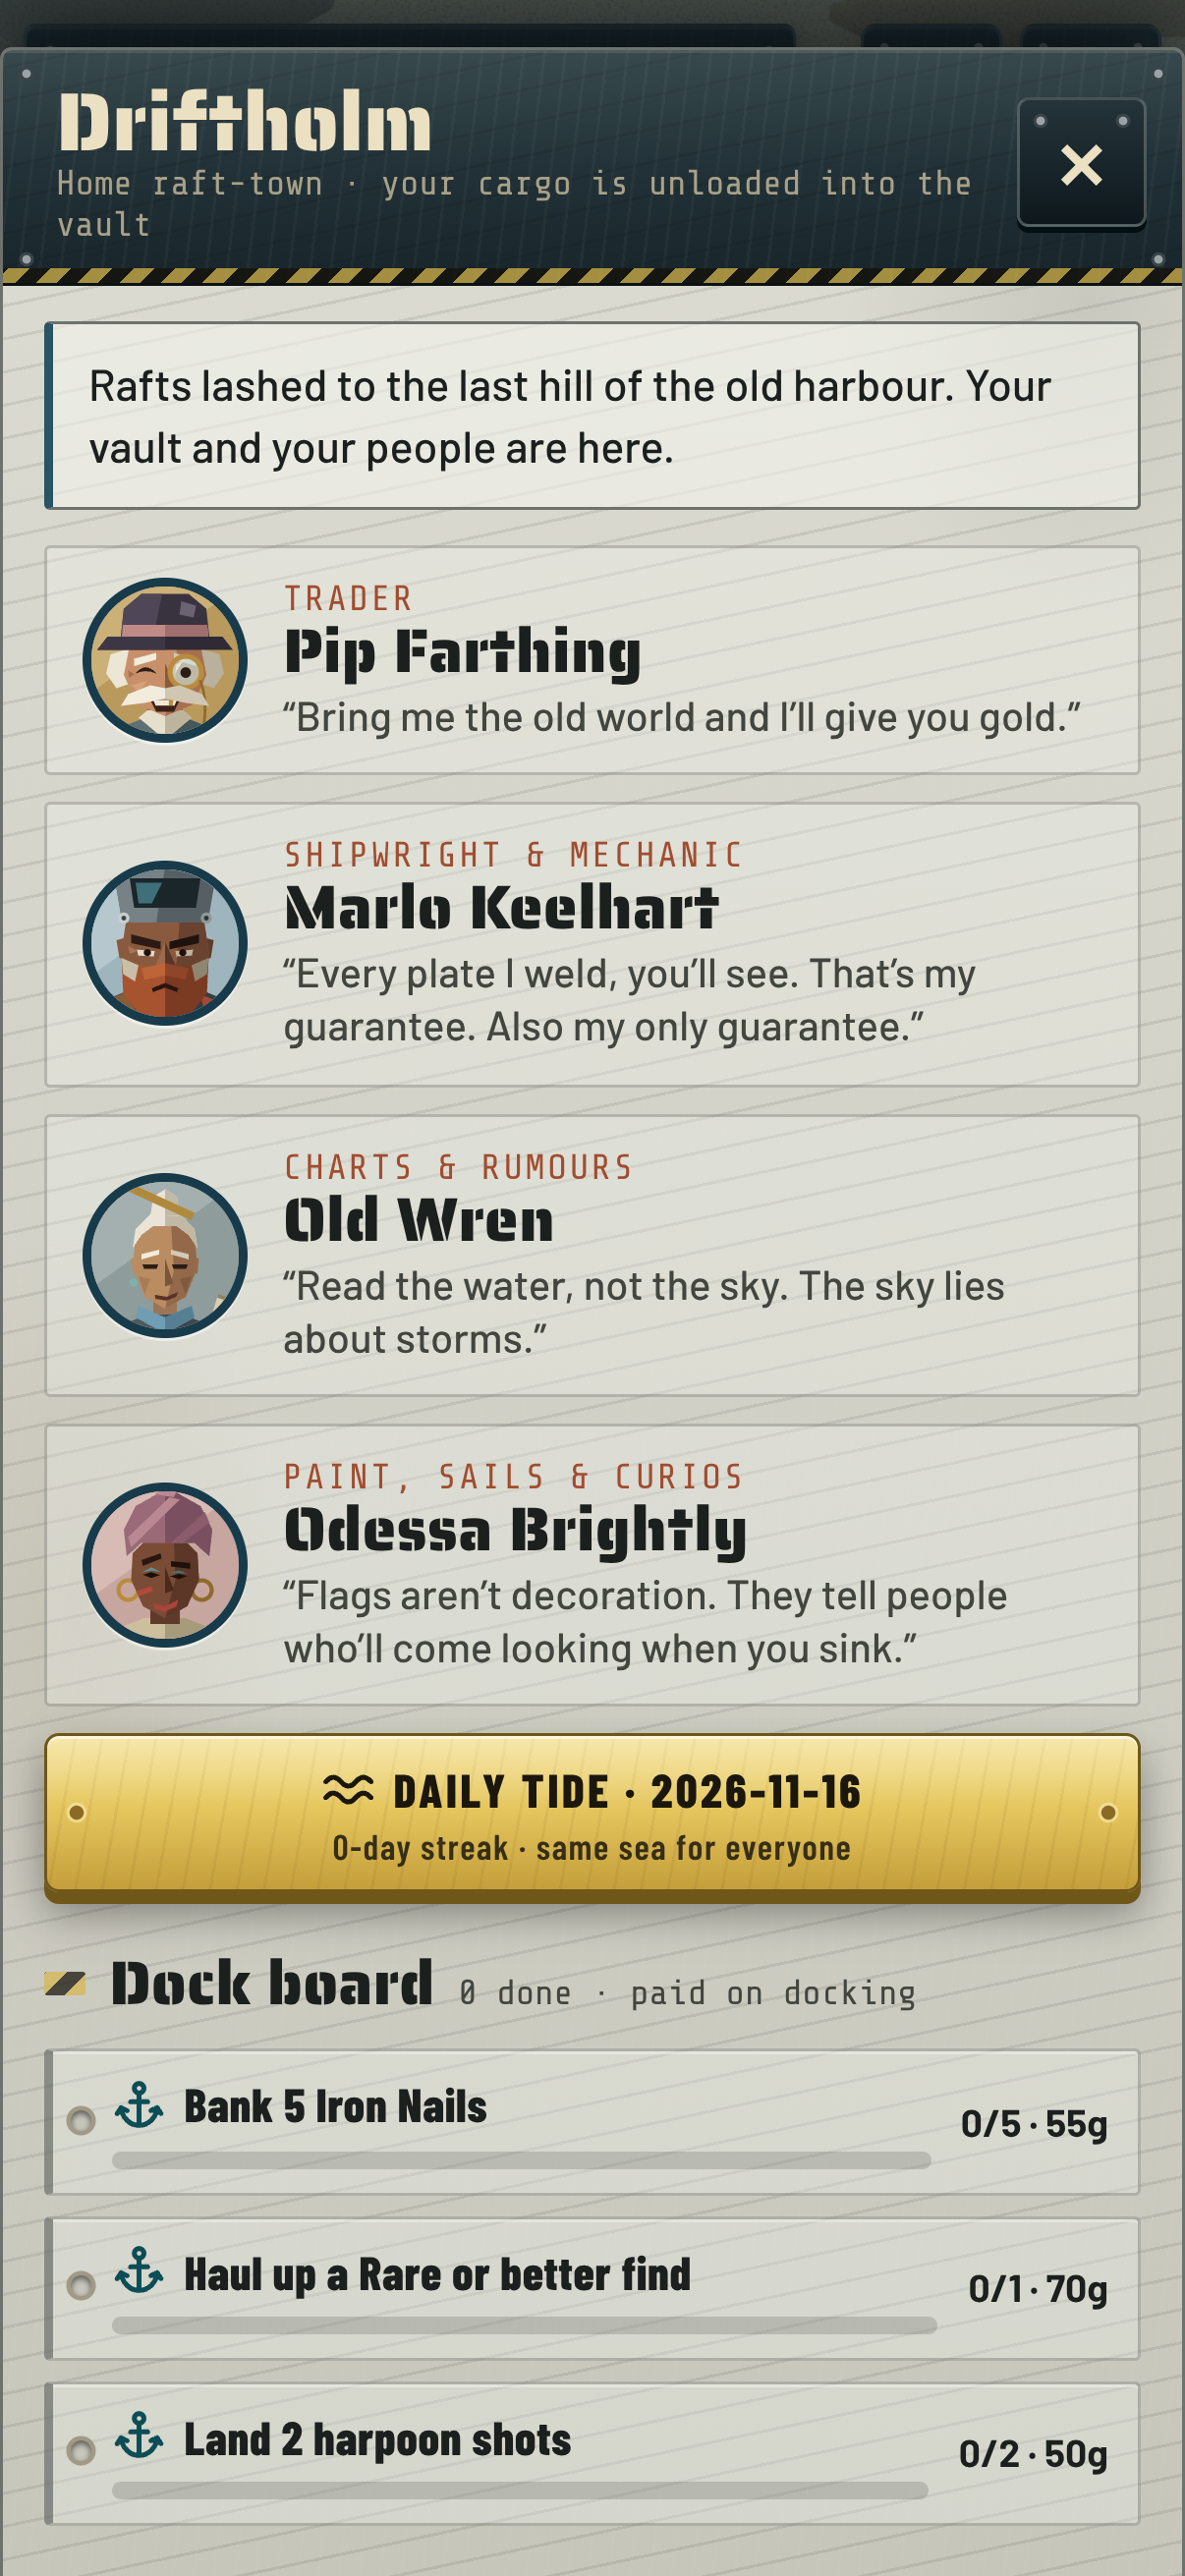 Driftholm
Home raft-town · your cargo is unloaded into the
vault
Rafts lashed to the last hill of the old harbour. Your
vault and your people are here.
TRADER
Pip Farthing
“Bring me the old world and I’ll give you gold.”
SHIPWRIGHT & MECHANIC
Marlo Keelhart
“Every plate I weld, you’ll see. That’s my
guarantee. Also my only guarantee.”
CHARTS & RUMOURS
Old Wren
“Read the water, not the sky. The sky lies
about storms.”
PAINT, SAILS & CURIOS
Odessa Brightly
“Flags aren’t decoration. They tell people
who’ll come looking when you sink.”
DAILY TIDE · 2026-11-16
0-day streak · same sea for everyone
Dock board 0 done · paid on docking
Bank 5 Iron Nails 0/5 · 55g
Haul up a Rare or better find 0/1 · 70g
Land 2 harpoon shots 0/2 · 50g